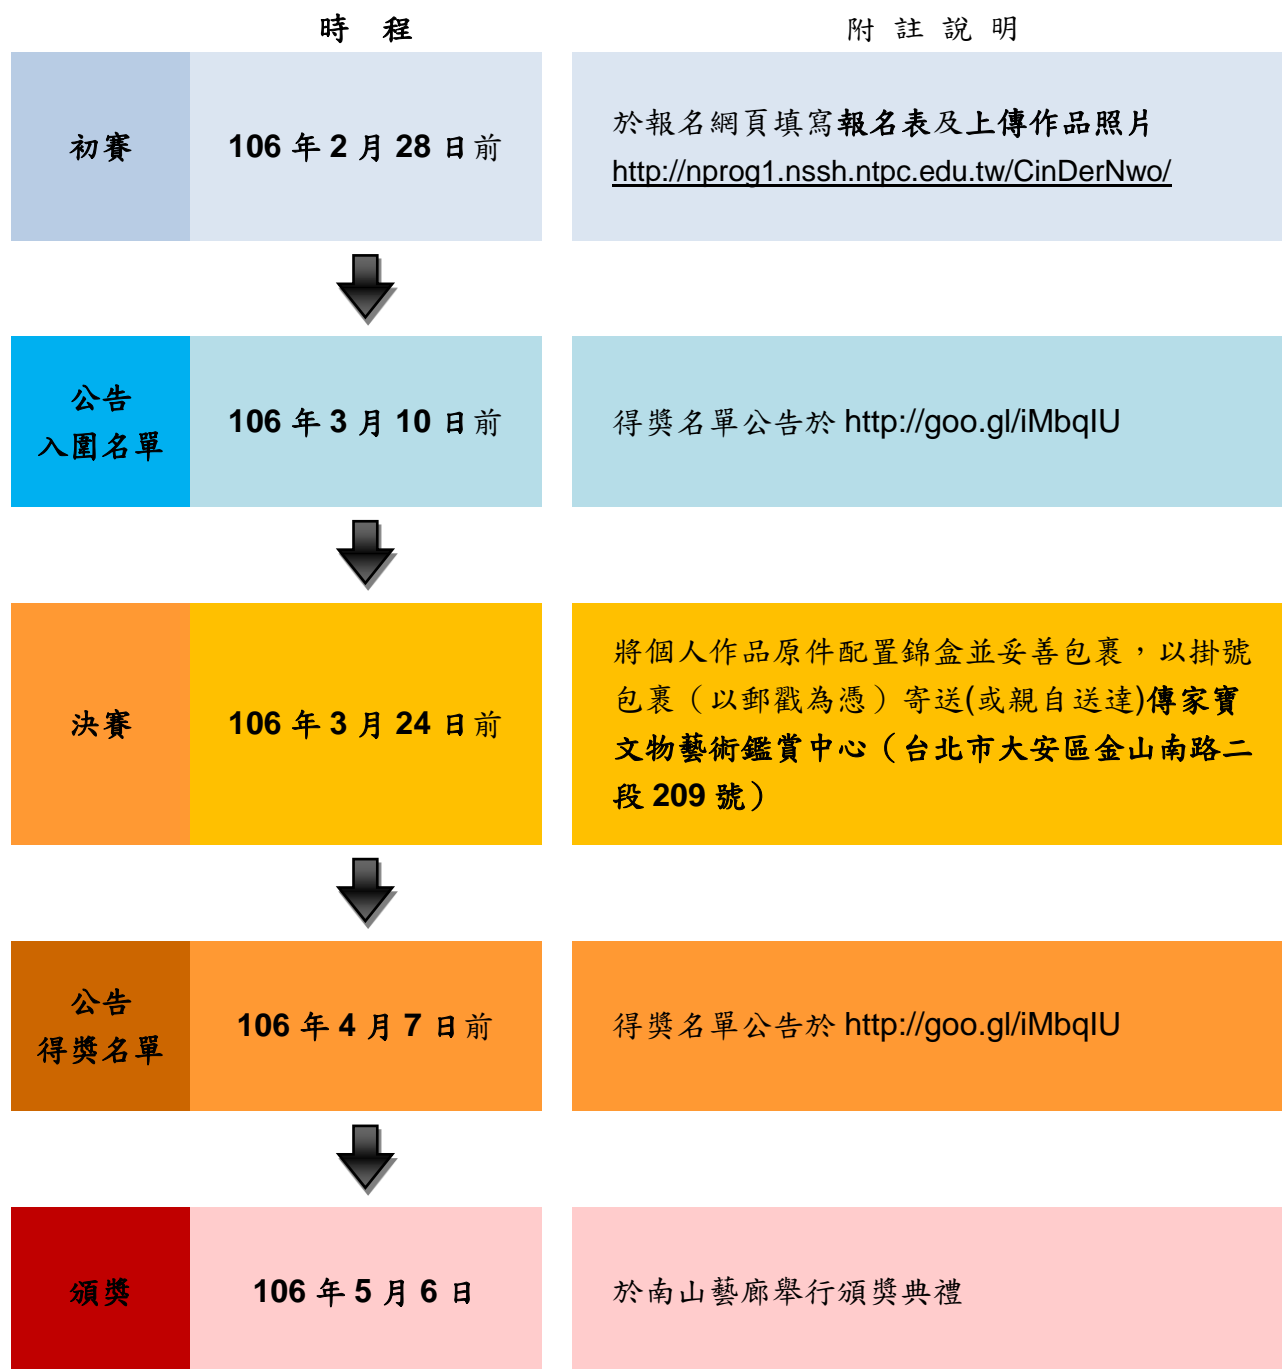 時 程
附 註 說 明
初賽
106 年 2 月 28 日前
於報名網頁填寫報名表及上傳作品照片
http://nprog1.nssh.ntpc.edu.tw/CinDerNwo/
公告
入圍名單
106 年 3 月 10 日前
得獎名單公告於 http://goo.gl/iMbqIU
決賽
106 年 3 月 24 日前
將個人作品原件配置錦盒並妥善包裹，以掛號
包裹（以郵戳為憑）寄送(或親自送達)傳家寶
文物藝術鑑賞中心（台北市大安區金山南路二
段 209 號）
公告
得獎名單
106 年 4 月 7 日前
得獎名單公告於 http://goo.gl/iMbqIU
頒獎
106 年 5 月 6 日
於南山藝廊舉行頒獎典禮